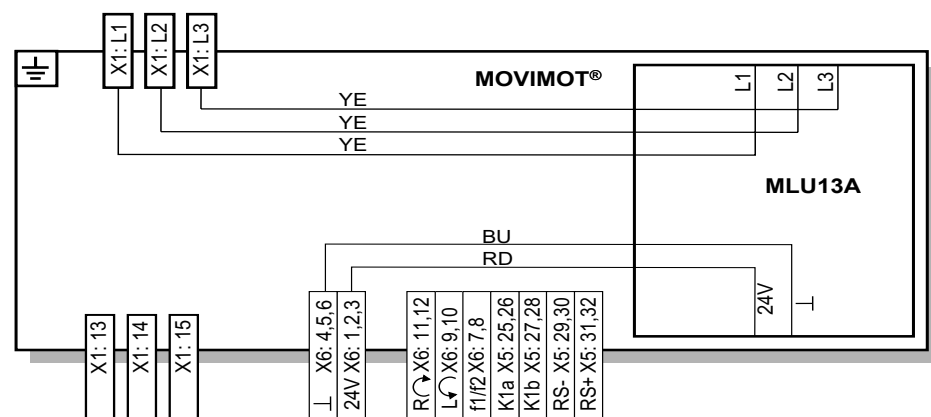 X1: L1
X1: L2
X1: L3
MOVIMOT®
L1
L2
L3
YE
YE
YE
MLU13A
BU
RD
24V
⊥
X1: 13
X1: 14
X1: 15
⊥ X6: 4,5,6
24V X6: 1,2,3
R↷X6: 11,12
L↶X6: 9,10
f1/f2 X6: 7,8
K1a X5: 25,26
K1b X5: 27,28
RS- X5: 29,30
RS+ X5: 31,32